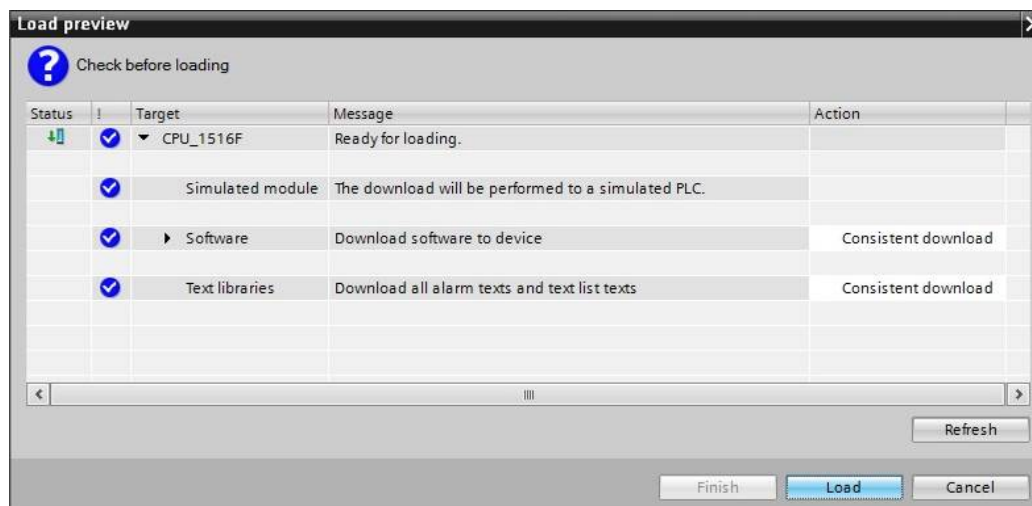 Load preview
Check before loading
Status ! Target Message Action
CPU_1516F Ready for loading.
Simulated module The download will be performed to a simulated PLC.
Software Download software to device Consistent download
Text libraries Download all alarm texts and text list texts Consistent download
Refresh
Finish Load Cancel